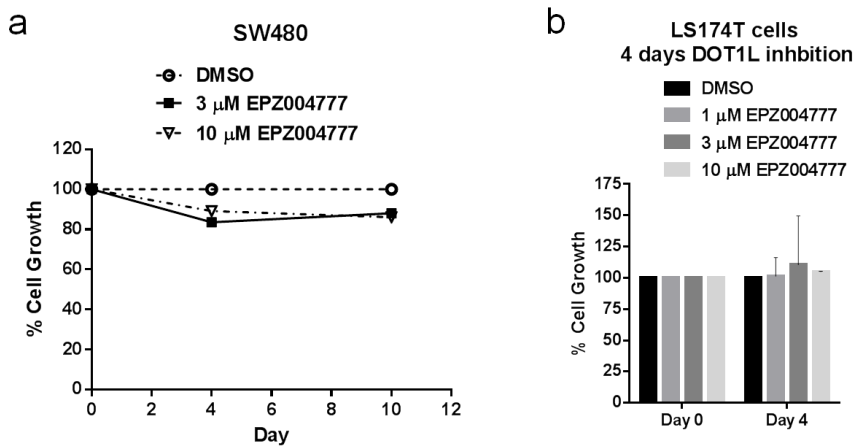 a
SW480
DMSO
3 μM EPZ004777
10 μM EPZ004777
120
100
80
60
40
20
0
% Cell Growth
0 2 4 6 8 10 12
Day
b
LS174T cells
4 days DOT1L inhbition
DMSO
1 μM EPZ004777
3 μM EPZ004777
10 μM EPZ004777
175
150
125
100
75
50
25
0
% Cell Growth
Day 0 Day 4